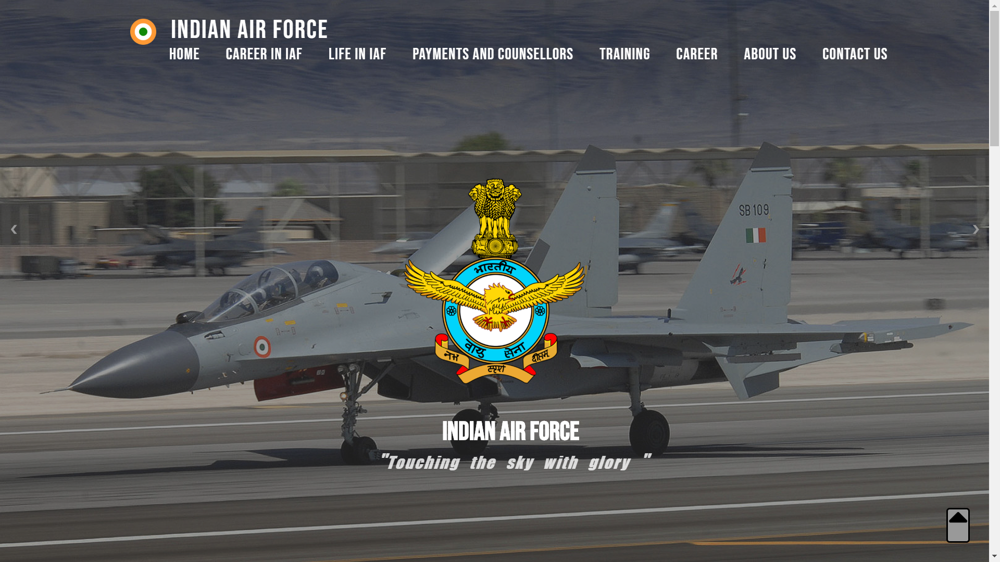 INDIAN AIR FORCE
HOME CAREER IN IAF LIFE IN IAF PAYMENTS AND COUNSELLORS TRAINING CAREER ABOUT US CONTACT US
SB 109
भारतीय
वायु सेना
नभ स्पृशं दीप्तम्
INDIAN AIR FORCE
"Touching the sky with glory "